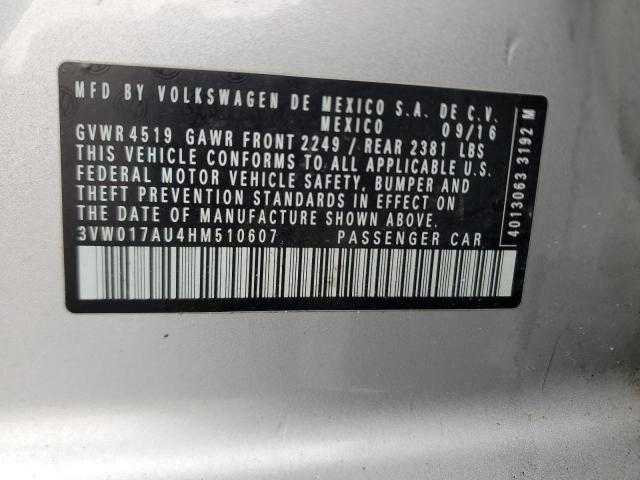 MFD BY VOLKSWAGEN DE MEXICO S.A. DE C.V.
MEXICO 09/16
GVWR 4519 GAWR FRONT 2249 / REAR 2381 LBS
THIS VEHICLE CONFORMS TO ALL APPLICABLE U.S.
FEDERAL MOTOR VEHICLE SAFETY, BUMPER AND
THEFT PREVENTION STANDARDS IN EFFECT ON
THE DATE OF MANUFACTURE SHOWN ABOVE.
3VW017AU4HM510607 PASSENGER CAR
4013063 3192 M